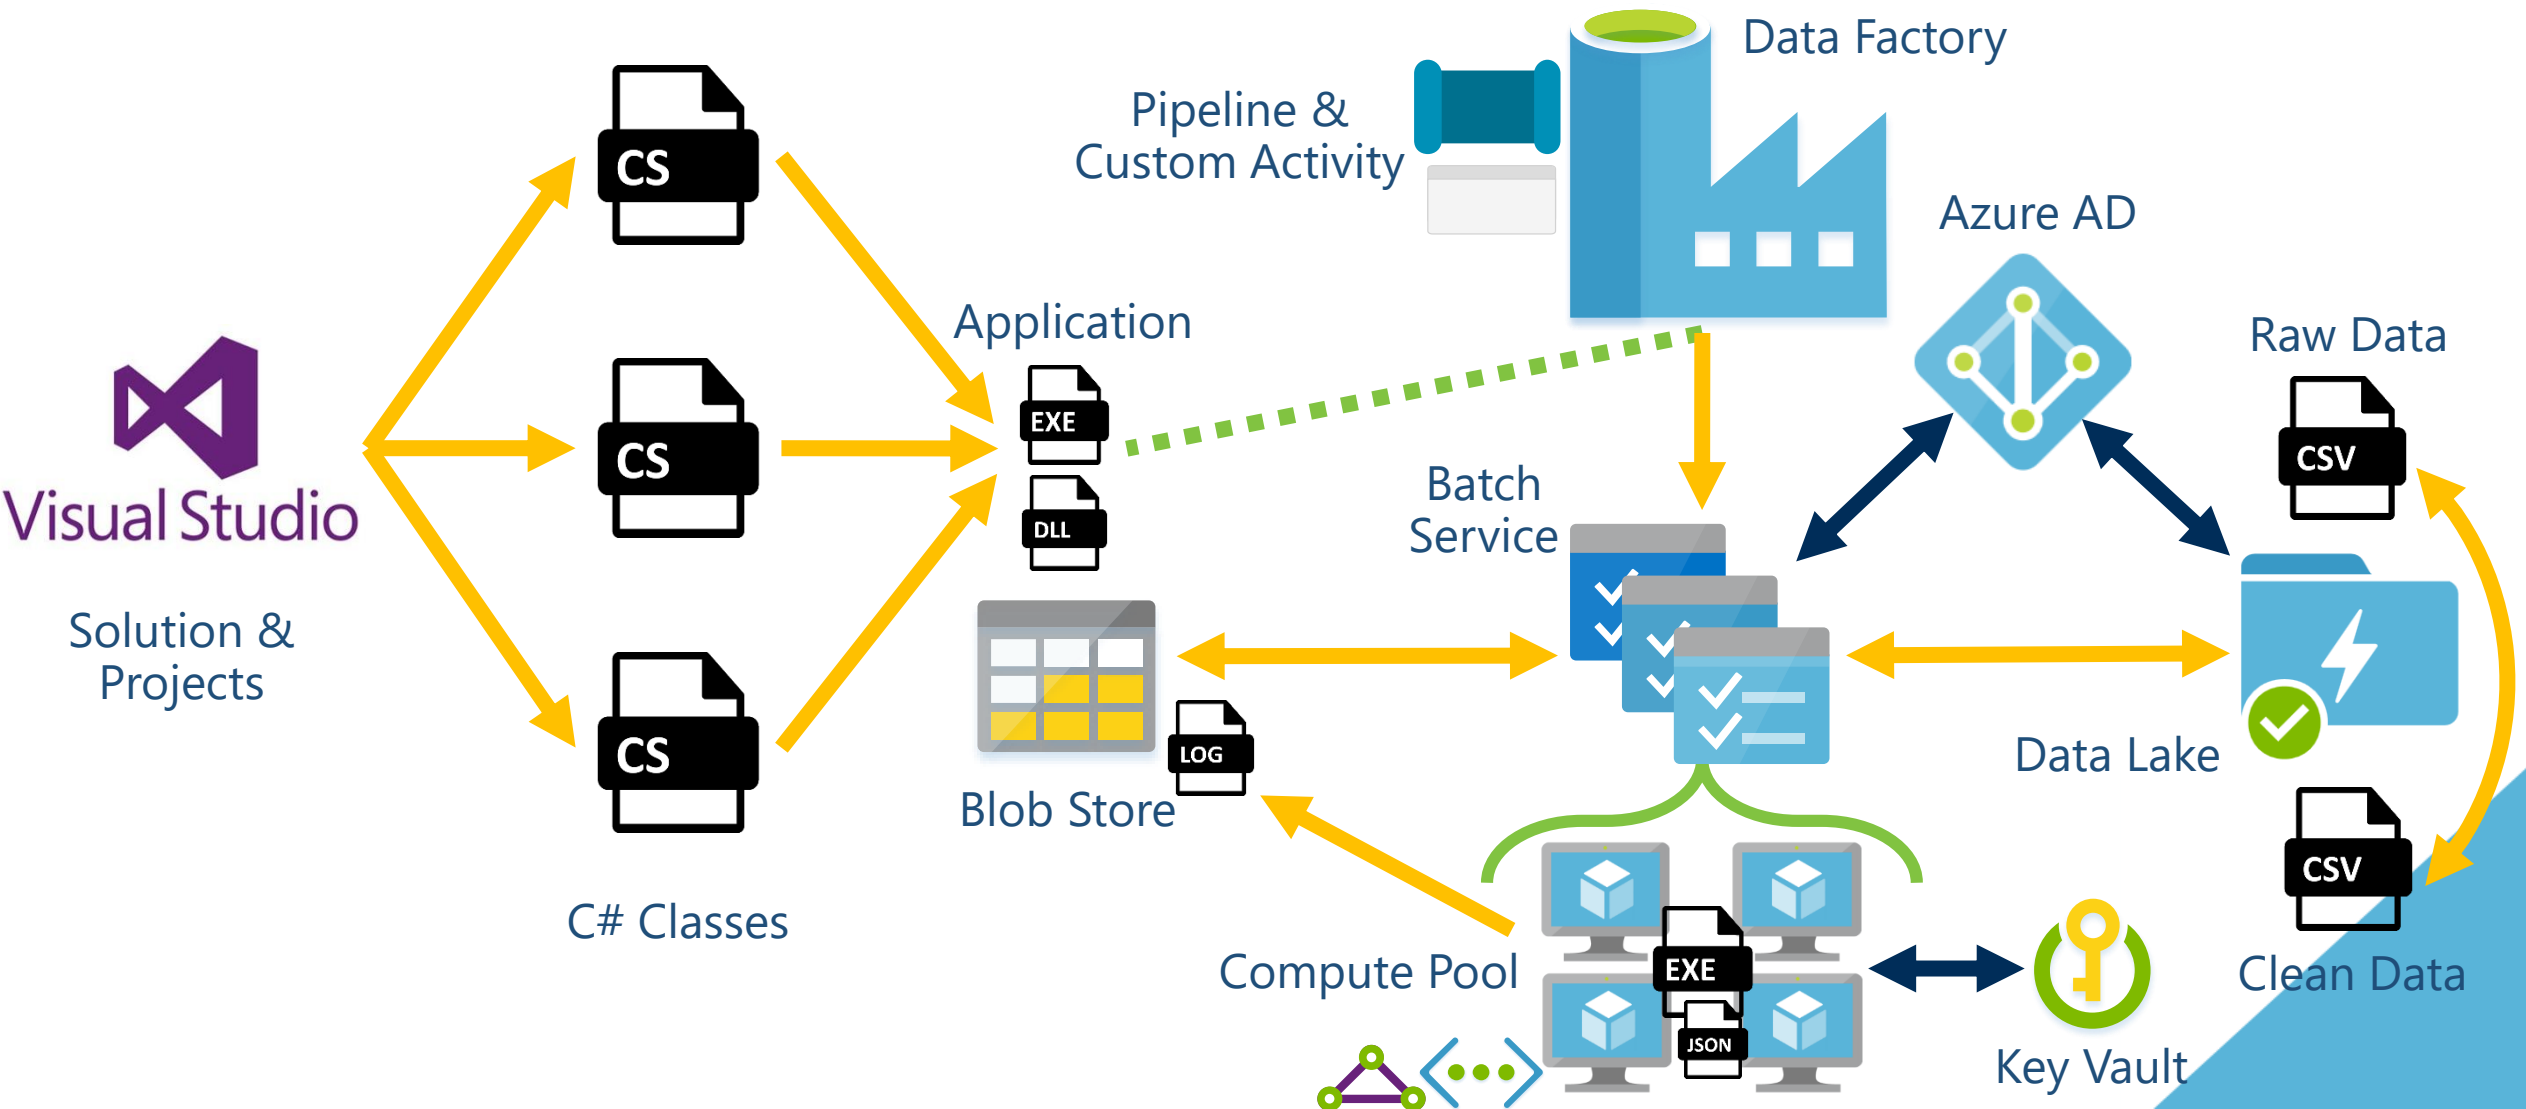 Visual Studio
Solution &
Projects
CS
CS
CS
C# Classes
Application
EXE
DLL
Blob Store
LOG
Pipeline &
Custom Activity
Data Factory
Azure AD
Batch
Service
Compute Pool
EXE
JSON
Key Vault
Raw Data
CSV
Data Lake
CSV
Clean Data